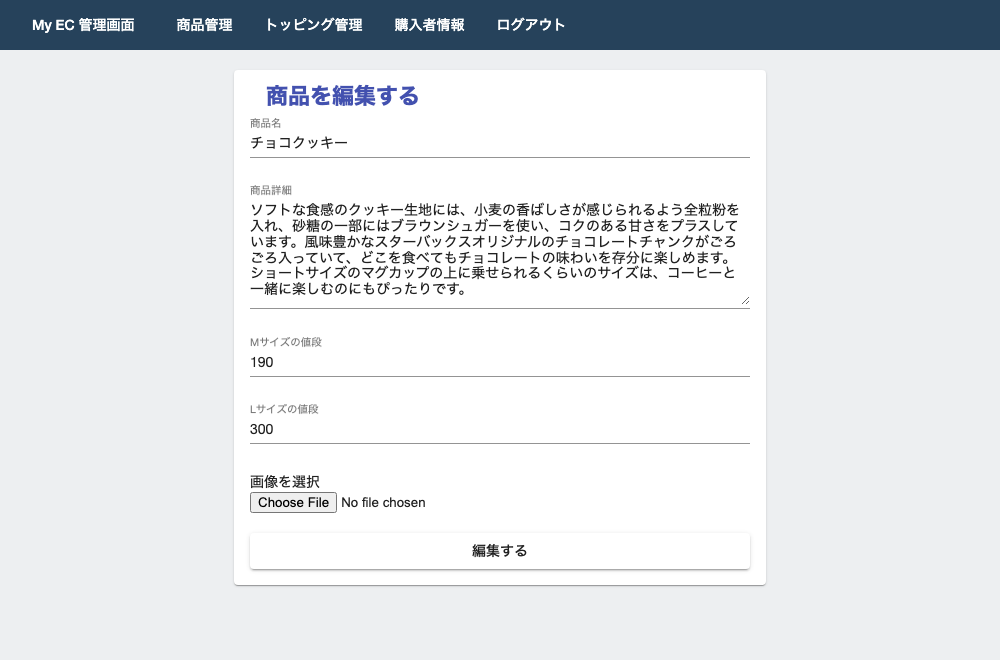 My EC 管理画面 商品管理 トッピング管理 購入者情報 ログアウト
商品を編集する
商品名
チョコクッキー
商品詳細
ソフトな食感のクッキー生地には、小麦の香ばしさが感じられるよう全粒粉を
入れ、砂糖の一部にはブラウンシュガーを使い、コクのある甘さをプラスして
います。風味豊かなスターバックスオリジナルのチョコレートチャンクがごろ
ごろ入っていて、どこを食べてもチョコレートの味わいを存分に楽しめます。
ショートサイズのマグカップの上に乗せられるくらいのサイズは、コーヒーと
一緒に楽しむのにもぴったりです。
Mサイズの値段
190
Lサイズの値段
300
画像を選択
Choose File No file chosen
編集する